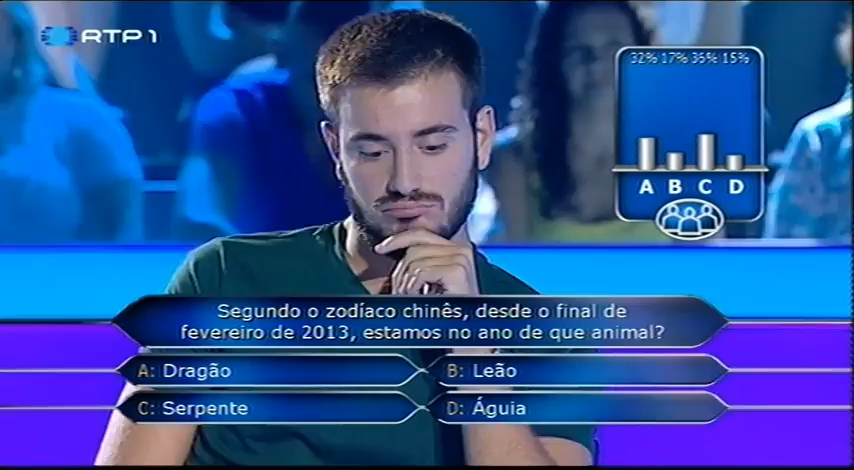 RTP 1
32% 17% 36% 15%
A B C D
Segundo o zodíaco chinês, desde o final de
fevereiro de 2013, estamos no ano de que animal?
A: Dragão
B: Leão
C: Serpente
D: Águia